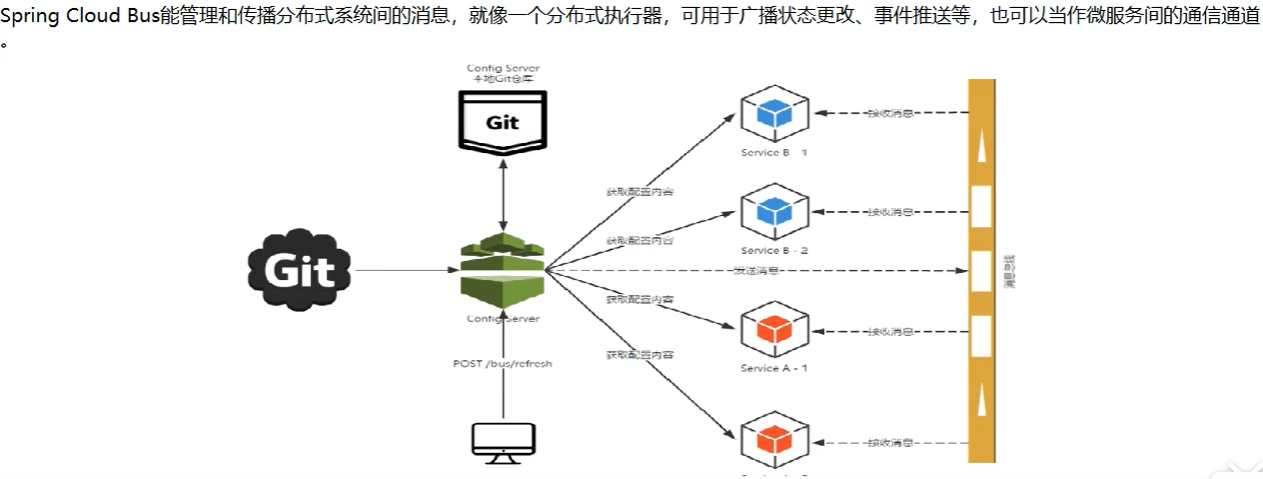 Spring Cloud Bus能管理和传播分布式系统间的消息，就像一个分布式执行器，可用于广播状态更改、事件推送等，也可以当作微服务间的通信通道
。
Config Server
本地Git仓库
Git
接收消息
Service B - 1
获取配置内容
接收消息
获取配置内容
Service B - 2
Git
发送消息
消息总线
获取配置内容
Config Server
接收消息
获取配置内容
POST /bus/refresh
Service A - 1
接收消息